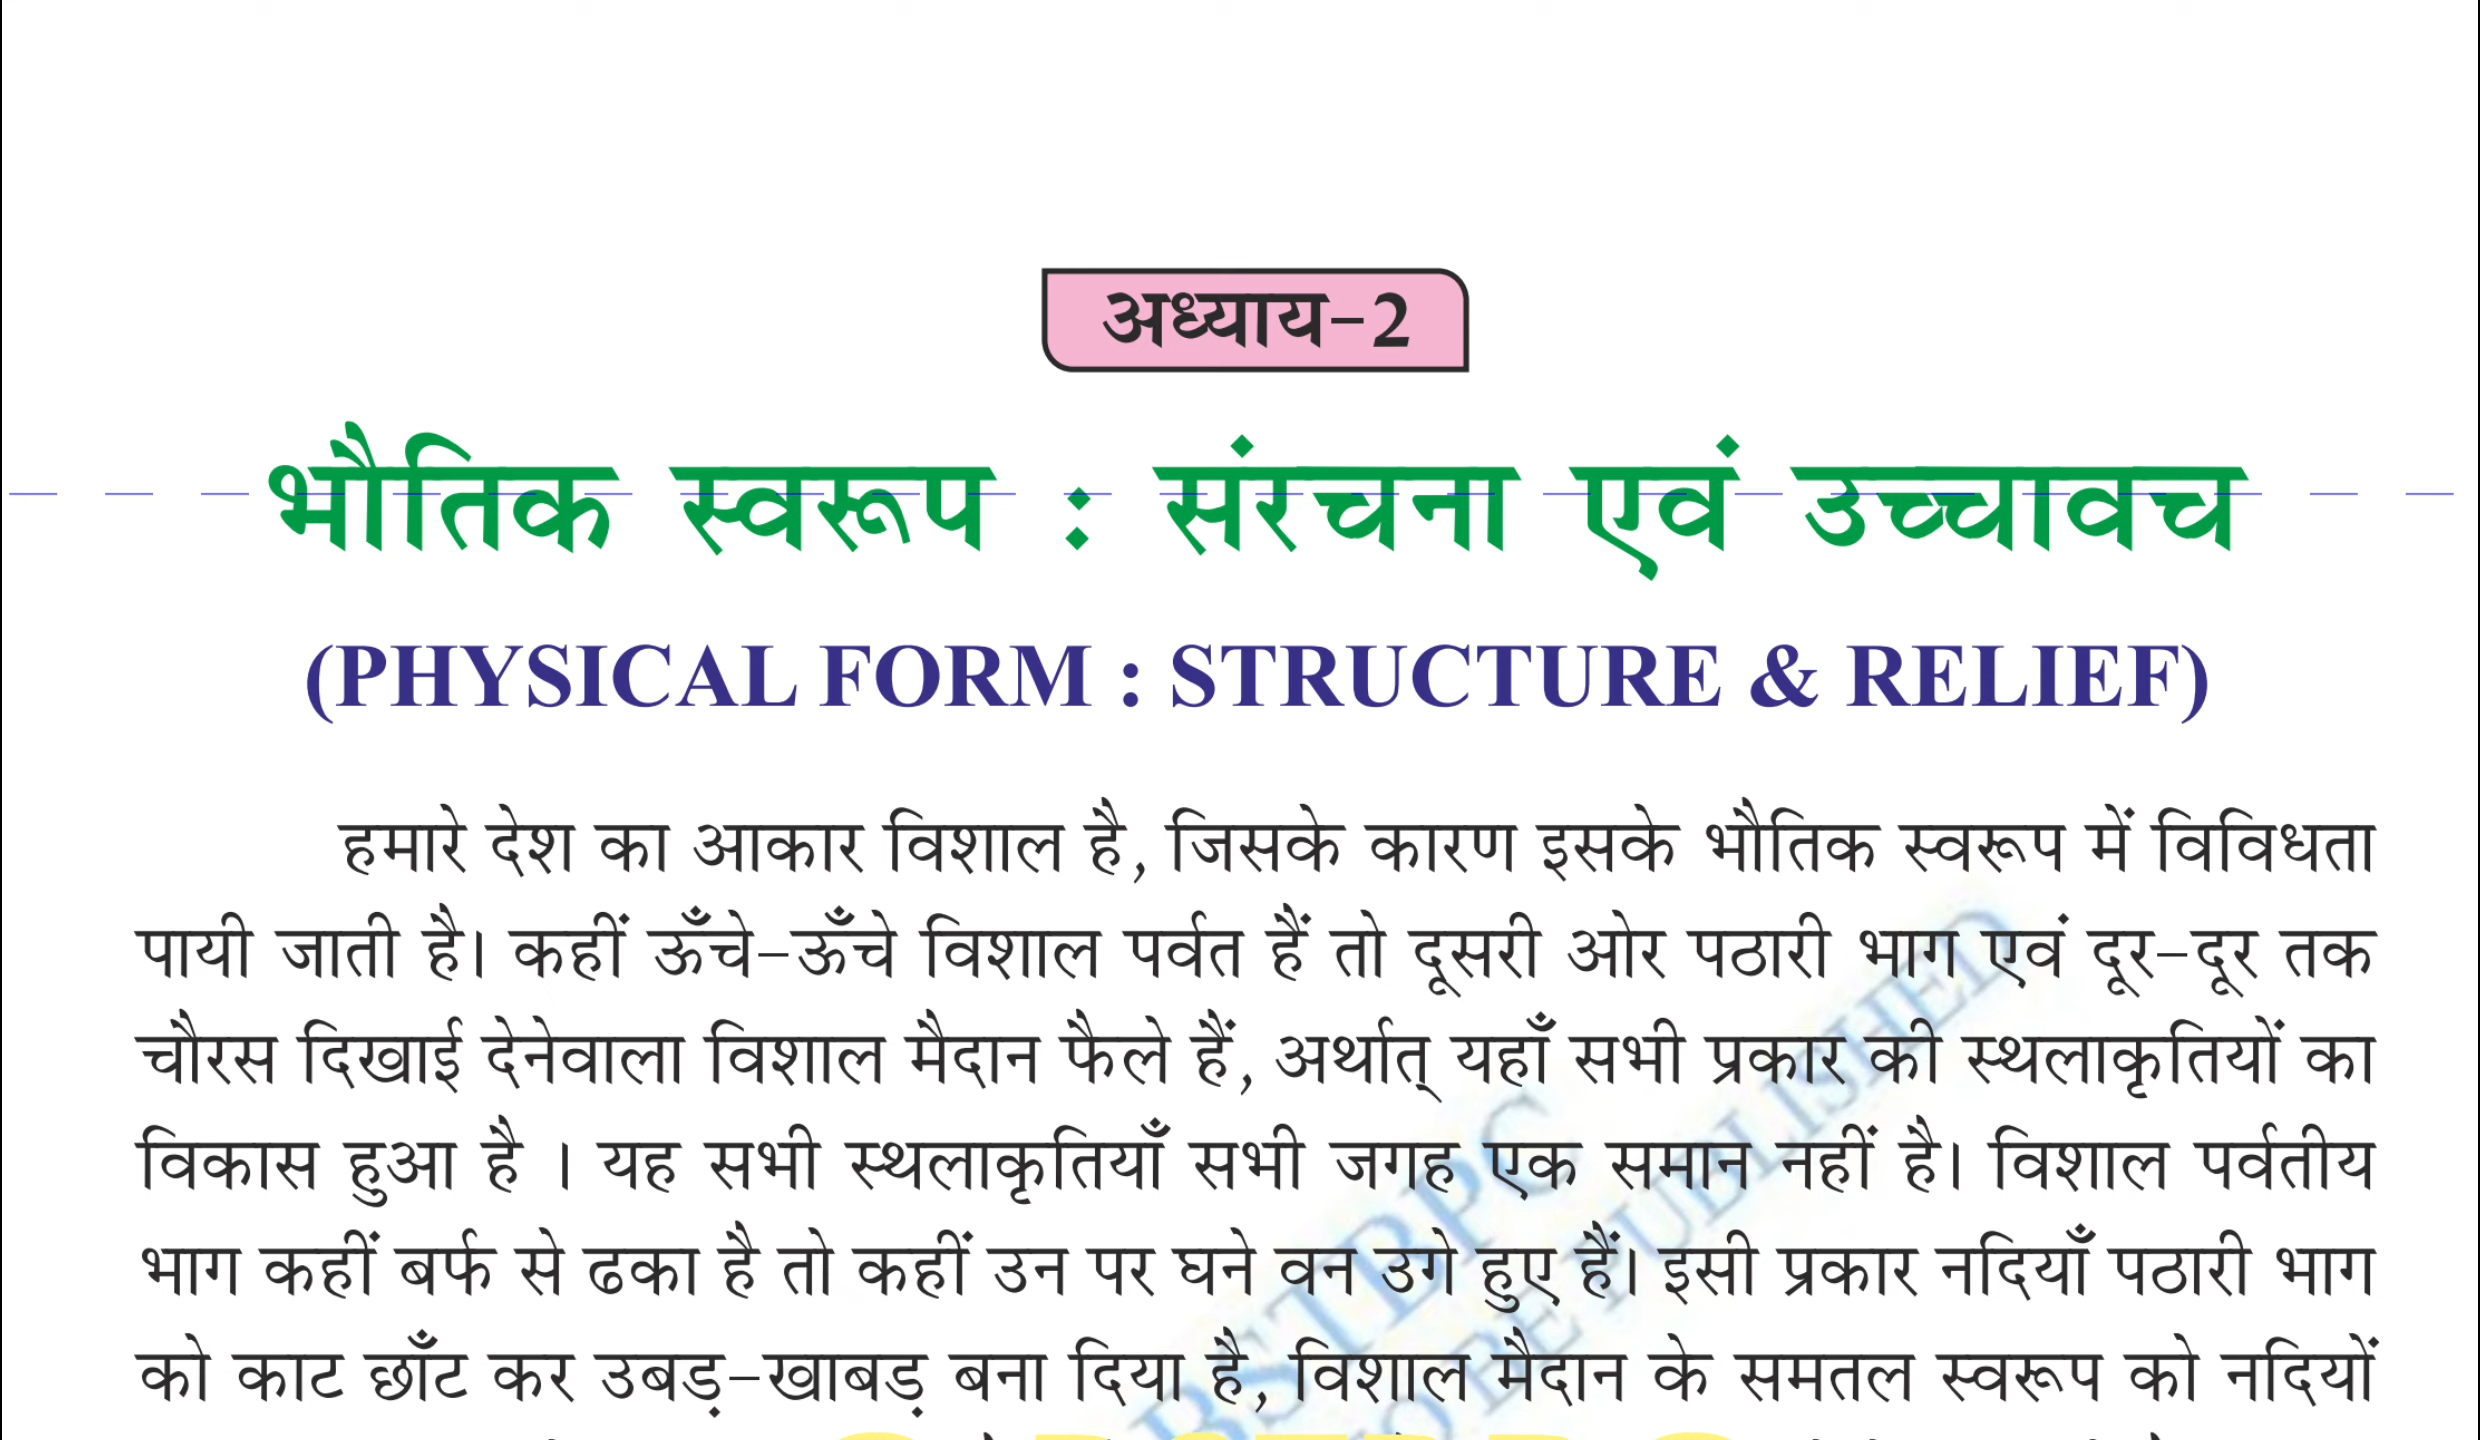 अध्याय-2
भौतिक स्वरूप : संरचना एवं उच्चावच
(PHYSICAL FORM : STRUCTURE & RELIEF)
हमारे देश का आकार विशाल है, जिसके कारण इसके भौतिक स्वरूप में विविधता
पायी जाती है। कहीं ऊँचे-ऊँचे विशाल पर्वत हैं तो दूसरी ओर पठारी भाग एवं दूर-दूर तक
चौरस दिखाई देनेवाला विशाल मैदान फैले हैं, अर्थात् यहाँ सभी प्रकार की स्थलाकृतियों का
विकास हुआ है । यह सभी स्थलाकृतियाँ सभी जगह एक समान नहीं है। विशाल पर्वतीय
भाग कहीं बर्फ से ढका है तो कहीं उन पर घने वन उगे हुए हैं। इसी प्रकार नदियाँ पठारी भाग
को काट छाँट कर उबड़-खाबड़ बना दिया है, विशाल मैदान के समतल स्वरूप को नदियों
BSTBPC
O BE PUBLISHED